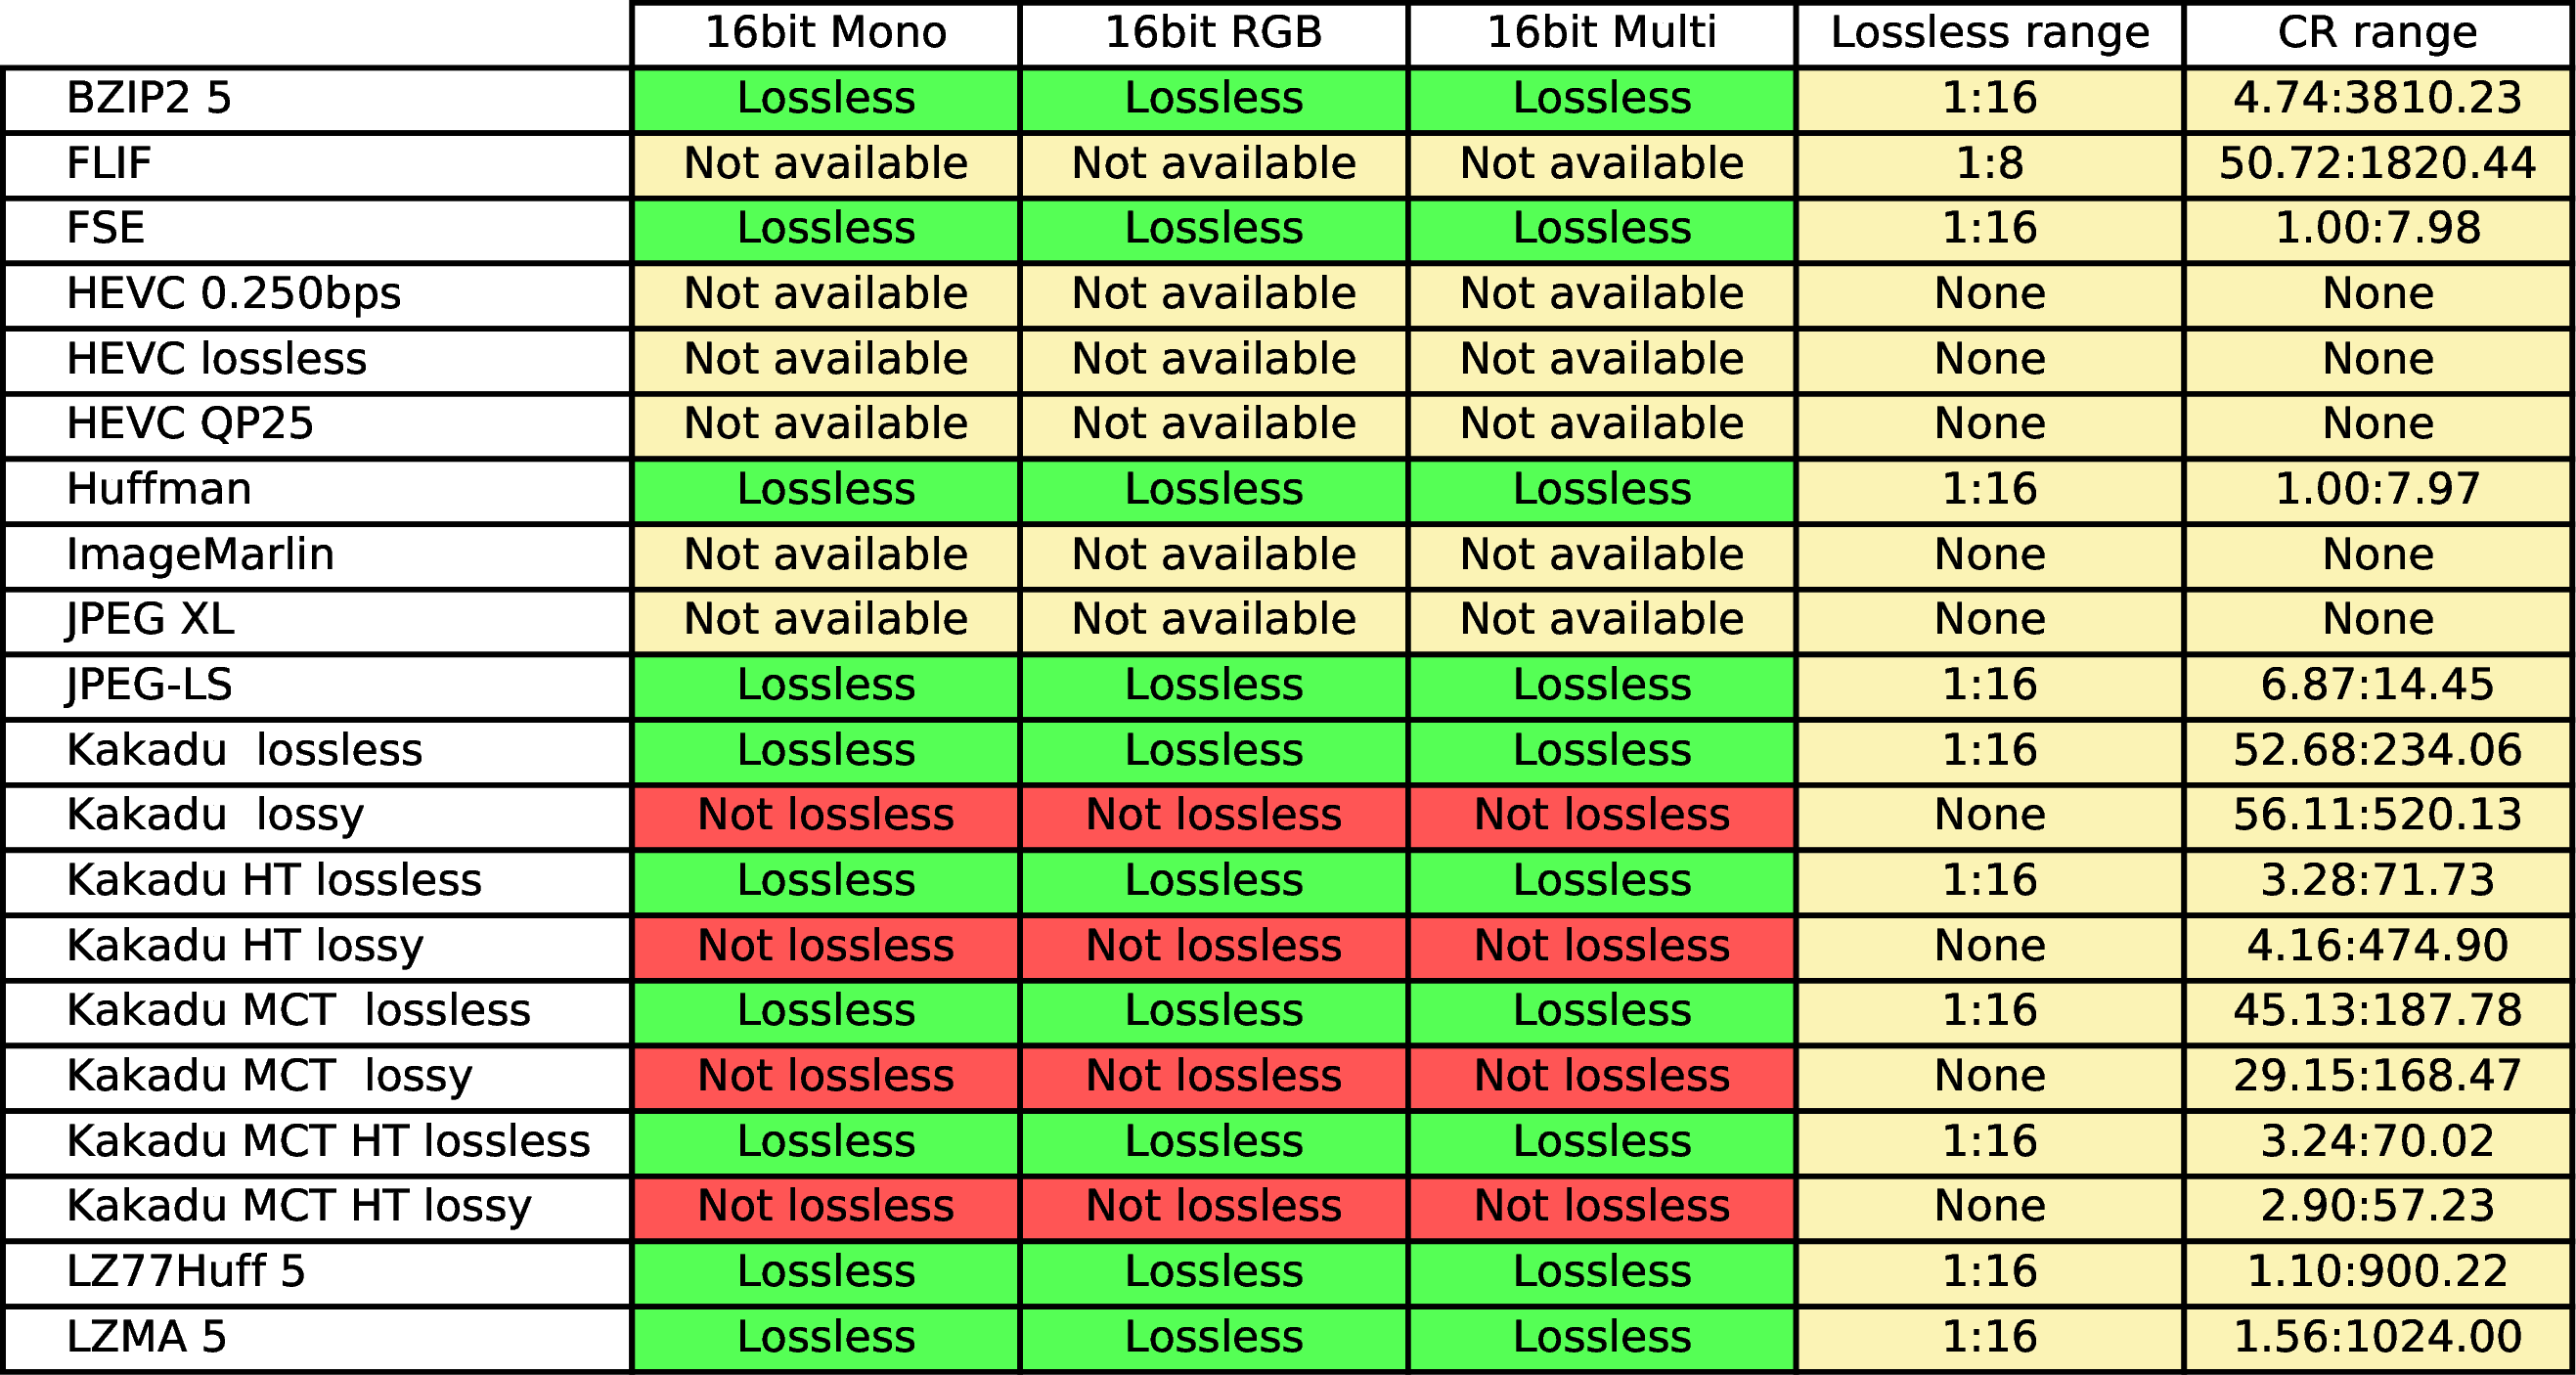 16bit Mono 16bit RGB 16bit Multi Lossless range CR range
BZIP2 5 Lossless Lossless Lossless 1:16 4.74:3810.23
FLIF Not available Not available Not available 1:8 50.72:1820.44
FSE Lossless Lossless Lossless 1:16 1.00:7.98
HEVC 0.250bps Not available Not available Not available None None
HEVC lossless Not available Not available Not available None None
HEVC QP25 Not available Not available Not available None None
Huffman Lossless Lossless Lossless 1:16 1.00:7.97
ImageMarlin Not available Not available Not available None None
JPEG XL Not available Not available Not available None None
JPEG-LS Lossless Lossless Lossless 1:16 6.87:14.45
Kakadu  lossless Lossless Lossless Lossless 1:16 52.68:234.06
Kakadu  lossy Not lossless Not lossless Not lossless None 56.11:520.13
Kakadu HT lossless Lossless Lossless Lossless 1:16 3.28:71.73
Kakadu HT lossy Not lossless Not lossless Not lossless None 4.16:474.90
Kakadu MCT  lossless Lossless Lossless Lossless 1:16 45.13:187.78
Kakadu MCT  lossy Not lossless Not lossless Not lossless None 29.15:168.47
Kakadu MCT HT lossless Lossless Lossless Lossless 1:16 3.24:70.02
Kakadu MCT HT lossy Not lossless Not lossless Not lossless None 2.90:57.23
LZ77Huff 5 Lossless Lossless Lossless 1:16 1.10:900.22
LZMA 5 Lossless Lossless Lossless 1:16 1.56:1024.00